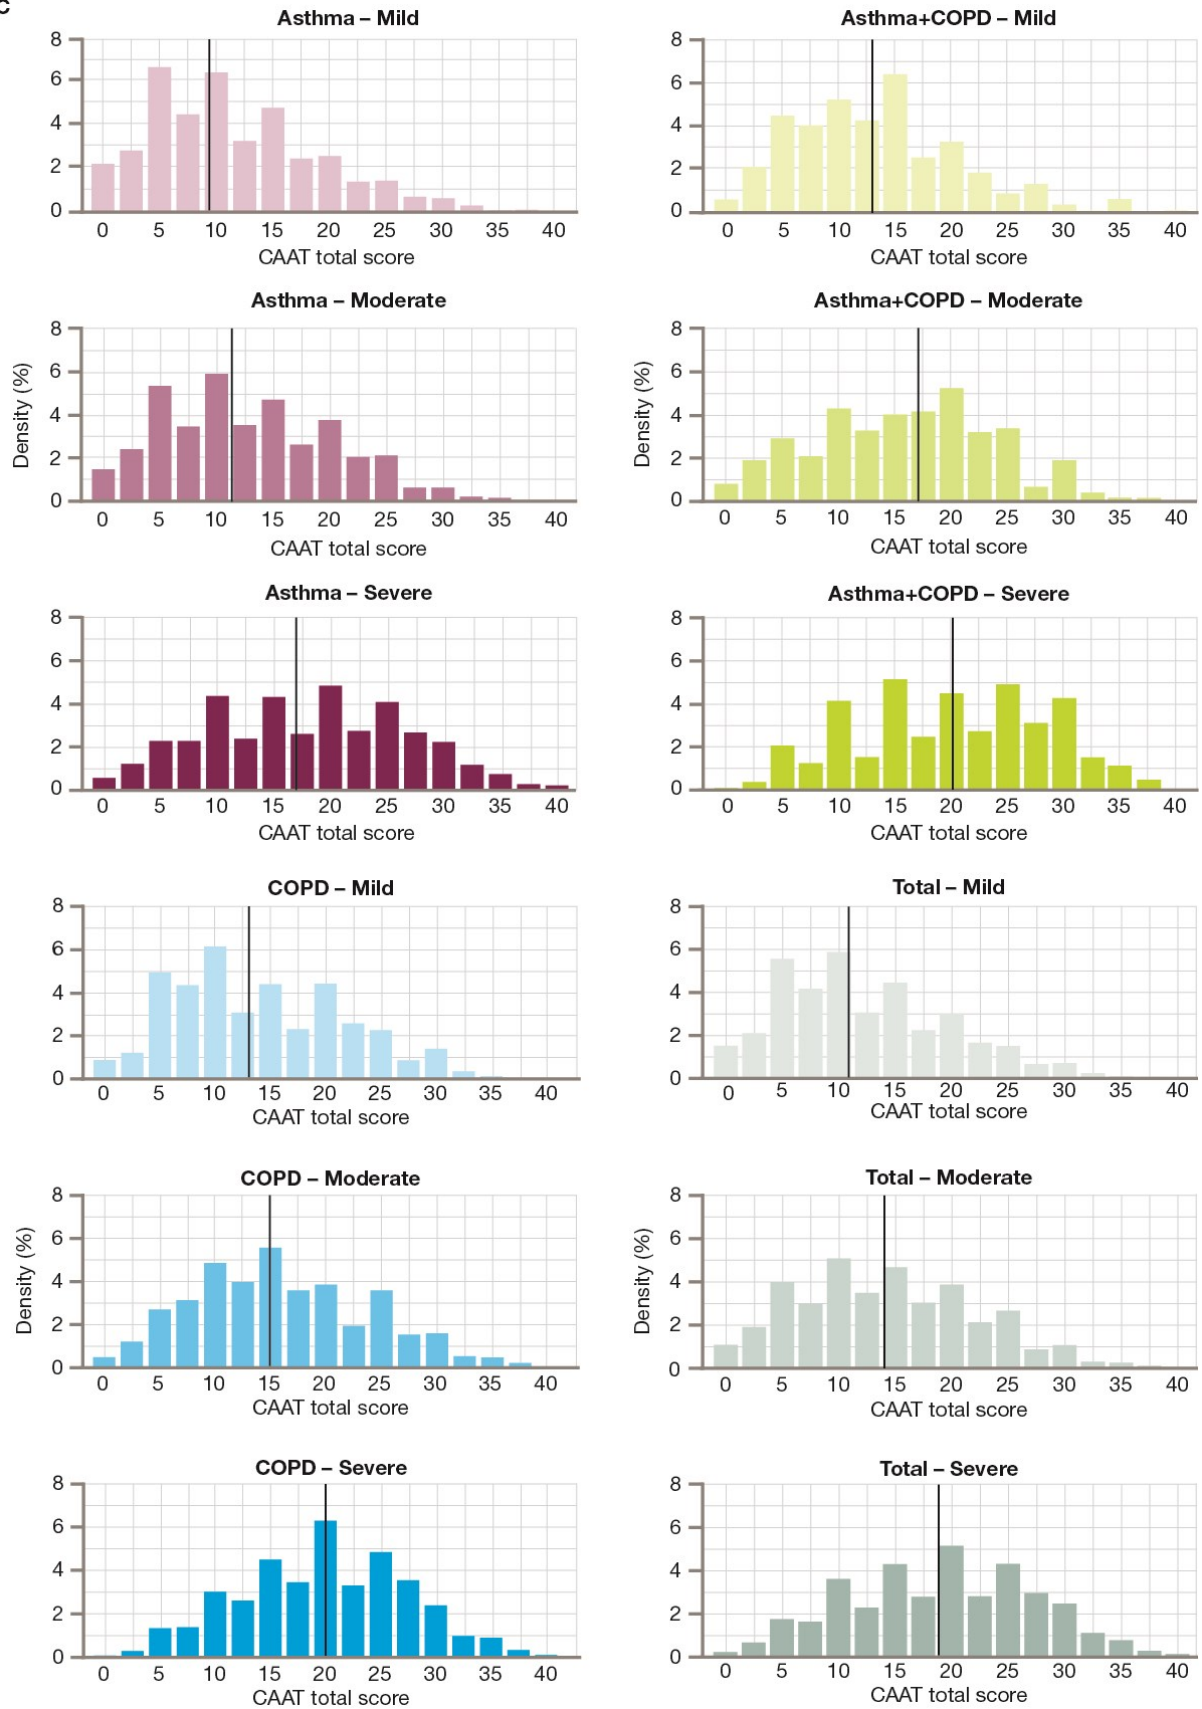 c
Asthma – Mild
8
6
4
2
0
0 5 10 15 20 25 30 35 40
CAAT total score
Asthma+COPD – Mild
8
6
4
2
0
0 5 10 15 20 25 30 35 40
CAAT total score
Asthma – Moderate
Density (%)
8
6
4
2
0
0 5 10 15 20 25 30 35 40
CAAT total score
Asthma+COPD – Moderate
Density (%)
8
6
4
2
0
0 5 10 15 20 25 30 35 40
CAAT total score
Asthma – Severe
8
6
4
2
0
0 5 10 15 20 25 30 35 40
CAAT total score
Asthma+COPD – Severe
8
6
4
2
0
0 5 10 15 20 25 30 35 40
CAAT total score
COPD – Mild
8
6
4
2
0
0 5 10 15 20 25 30 35 40
CAAT total score
Total – Mild
8
6
4
2
0
0 5 10 15 20 25 30 35 40
CAAT total score
COPD – Moderate
Density (%)
8
6
4
2
0
0 5 10 15 20 25 30 35 40
CAAT total score
Total – Moderate
Density (%)
8
6
4
2
0
0 5 10 15 20 25 30 35 40
CAAT total score
COPD – Severe
8
6
4
2
0
0 5 10 15 20 25 30 35 40
CAAT total score
Total – Severe
8
6
4
2
0
0 5 10 15 20 25 30 35 40
CAAT total score